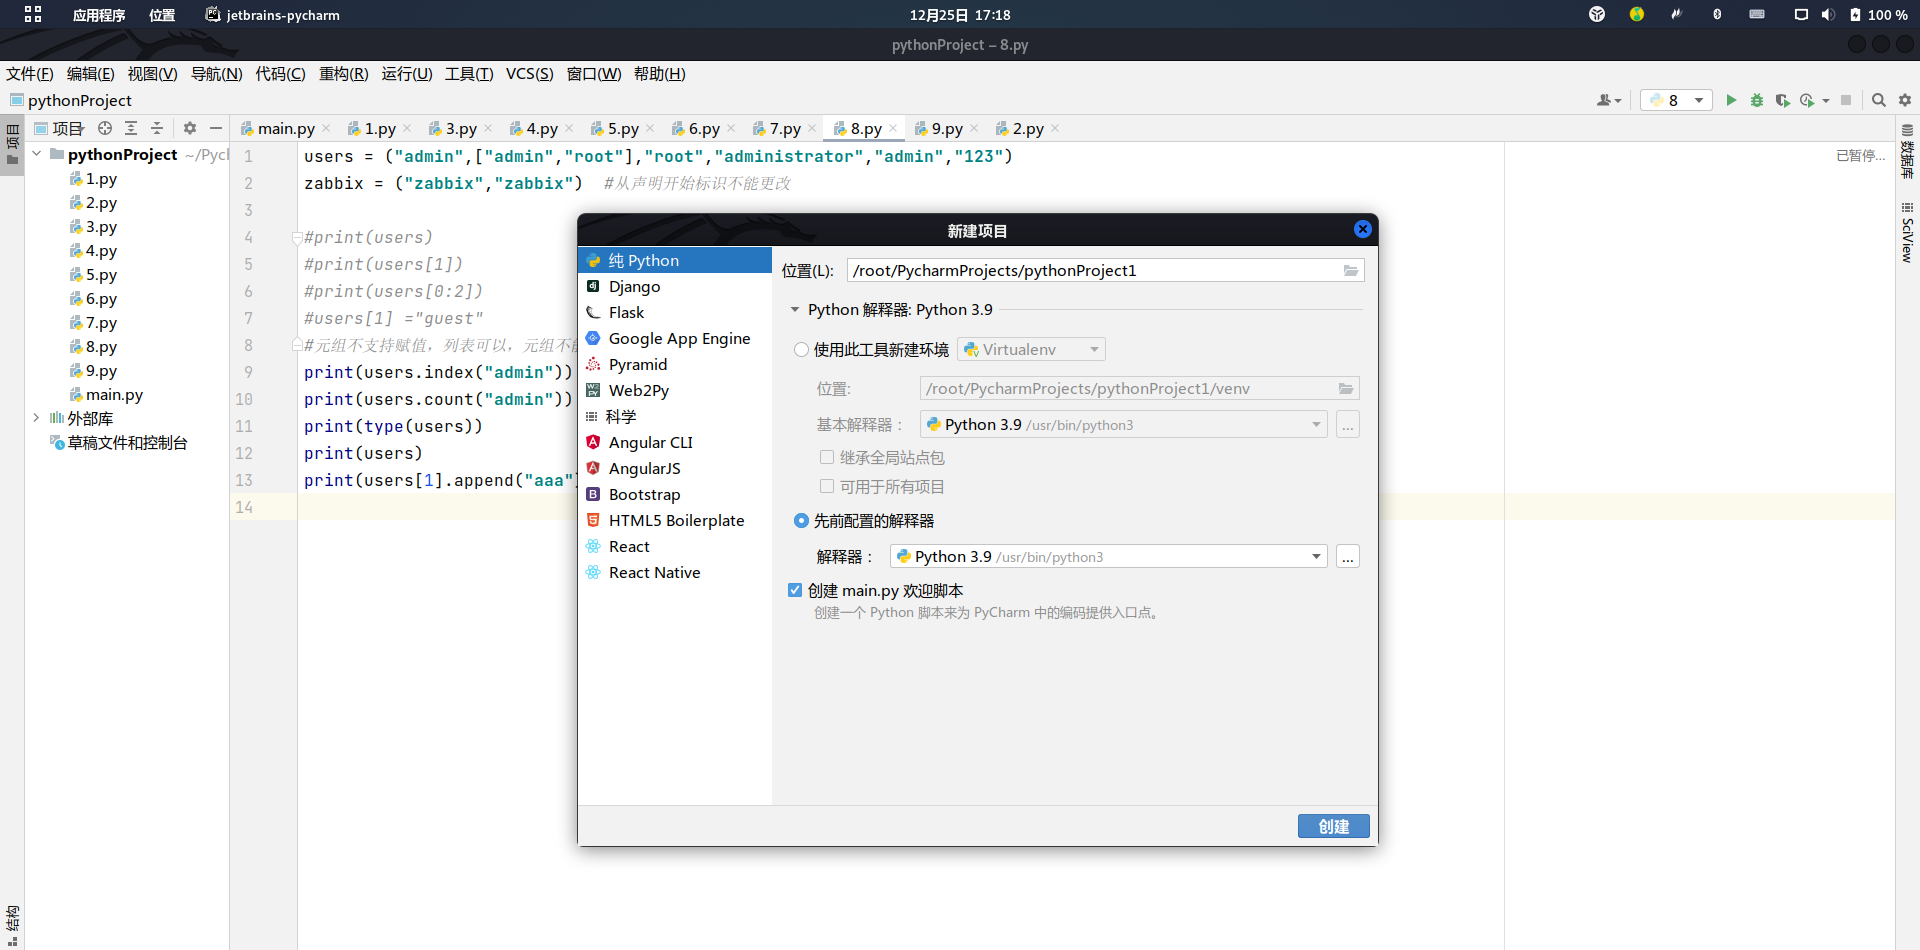 应用程序 位置 jetbrains-pycharm 12月25日 17:18 100 %
pythonProject – 8.py
文件(F) 编辑(E) 视图(V) 导航(N) 代码(C) 重构(R) 运行(U) 工具(T) VCS(S) 窗口(W) 帮助(H)
pythonProject 8
项目 main.py 1.py 3.py 4.py 5.py 6.py 7.py 8.py 9.py 2.py
项目
pythonProject ~/Pycl
1.py
2.py
3.py
4.py
5.py
6.py
7.py
8.py
9.py
main.py
外部库
草稿文件和控制台
结构
1 users = ("admin",["admin","root"],"root","administrator","admin","123")
2 zabbix = ("zabbix","zabbix") #从声明开始标识不能更改
3
4 #print(users)
5 #print(users[1])
6 #print(users[0:2])
7 #users[1] ="guest"
8 #元组不支持赋值，列表可以，元组不
9 print(users.index("admin"))
10 print(users.count("admin"))
11 print(type(users))
12 print(users)
13 print(users[1].append("aaa"
14
已暂停...
数据库
SciView
新建项目
纯 Python
Django
Flask
Google App Engine
Pyramid
Web2Py
科学
Angular CLI
AngularJS
Bootstrap
HTML5 Boilerplate
React
React Native
位置(L): /root/PycharmProjects/pythonProject1
Python 解释器: Python 3.9
使用此工具新建环境 Virtualenv
位置: /root/PycharmProjects/pythonProject1/venv
基本解释器： Python 3.9 /usr/bin/python3 ...
继承全局站点包
可用于所有项目
先前配置的解释器
解释器： Python 3.9 /usr/bin/python3 ...
创建 main.py 欢迎脚本
创建一个 Python 脚本来为 PyCharm 中的编码提供入口点。
创建